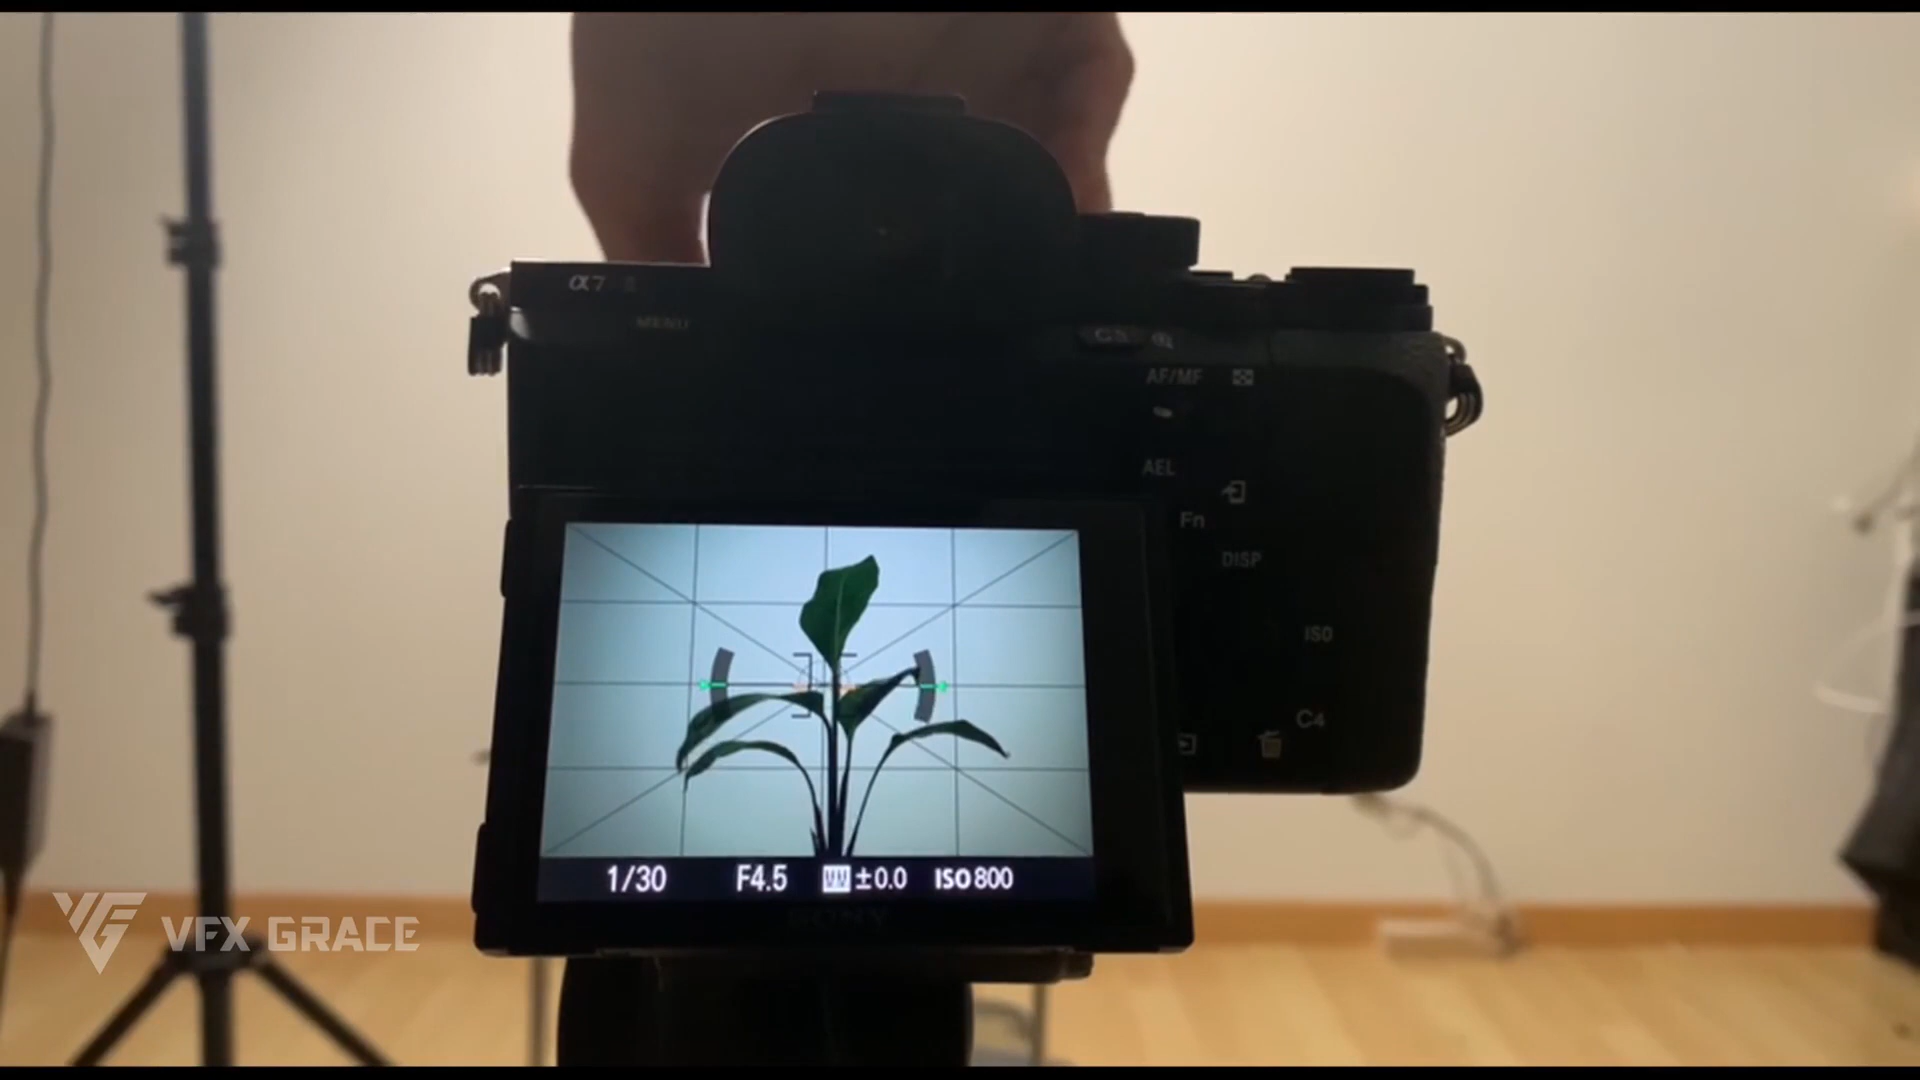 α7
MENU
C3
AF/MF
AEL
Fn
DISP
ISO
C4
1/30 F4.5 ±0.0 ISO 800
SONY
VFX GRACE